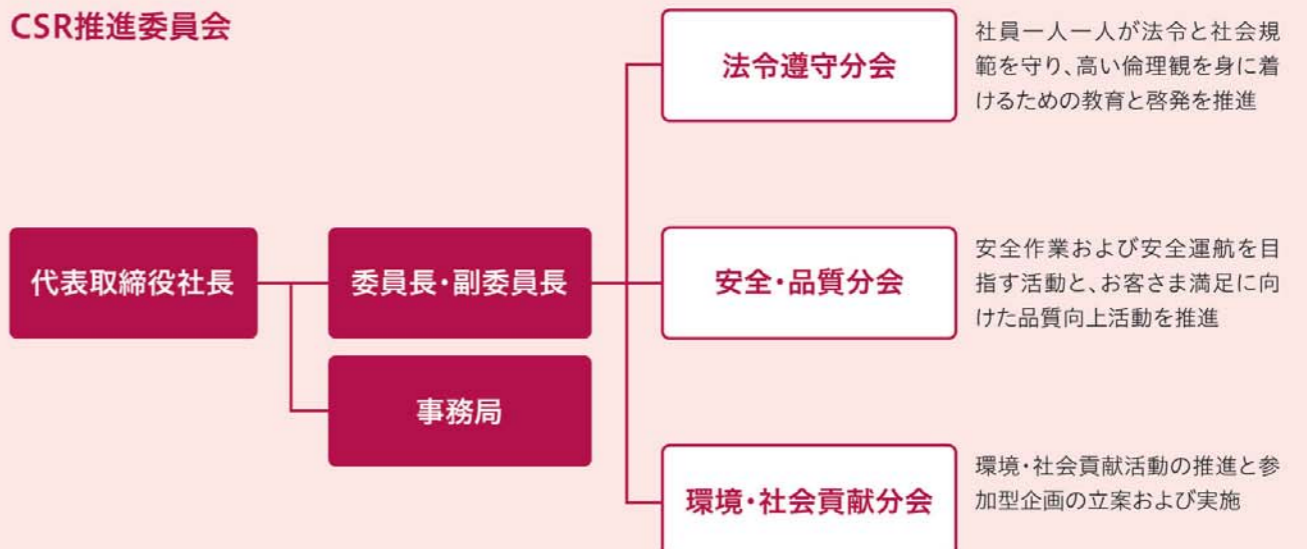 CSR推進委員会
代表取締役社長
委員長・副委員長
事務局
法令遵守分会
社員一人一人が法令と社会規
範を守り、高い倫理観を身に着
けるための教育と啓発を推進
安全・品質分会
安全作業および安全運航を目
指す活動と、お客さま満足に向
けた品質向上活動を推進
環境・社会貢献分会
環境・社会貢献活動の推進と参
加型企画の立案および実施